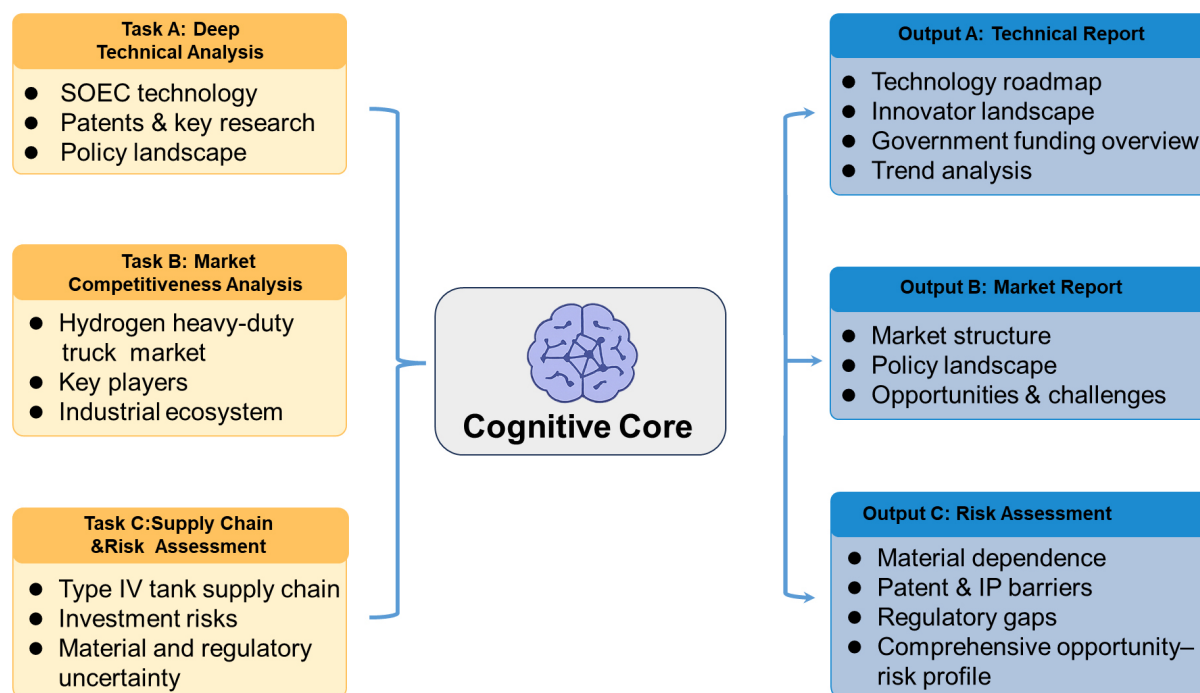 Task A: Deep
Technical Analysis
● SOEC technology
● Patents & key research
● Policy landscape
Task B: Market
Competitiveness Analysis
● Hydrogen heavy-duty
truck market
● Key players
● Industrial ecosystem
Task C:Supply Chain
&Risk Assessment
● Type IV tank supply chain
● Investment risks
● Material and regulatory
uncertainty
Cognitive Core
Output A: Technical Report
● Technology roadmap
● Innovator landscape
● Government funding overview
● Trend analysis
Output B: Market Report
● Market structure
● Policy landscape
● Opportunities & challenges
Output C: Risk Assessment
● Material dependence
● Patent & IP barriers
● Regulatory gaps
● Comprehensive opportunity–
risk profile